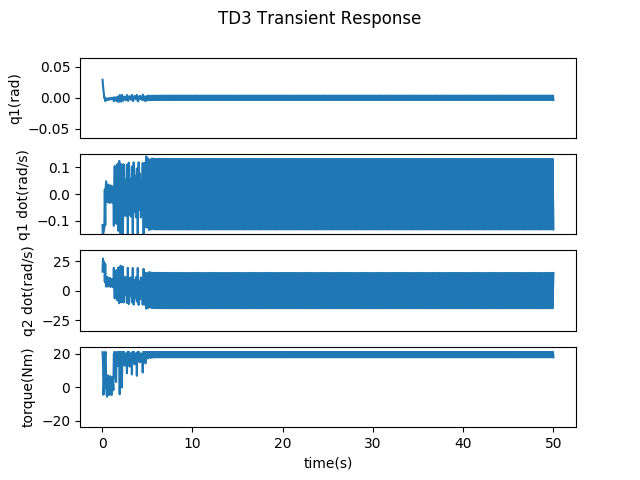 TD3 Transient Response
q1(rad)
0.05
0.00
−0.05
q1 dot(rad/s)
0.1
0.0
−0.1
q2 dot(rad/s)
25
0
−25
torque(Nm)
20
0
−20
0 10 20 30 40 50
time(s)